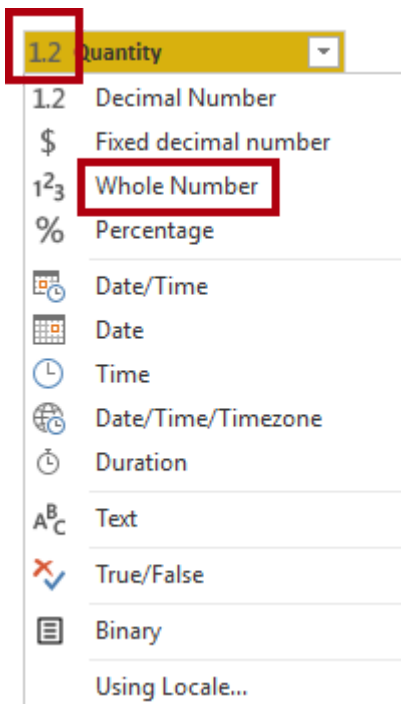 1.2 Quantity
1.2 Decimal Number
$ Fixed decimal number
1²3 Whole Number
% Percentage
Date/Time
Date
Time
Date/Time/Timezone
Duration
ABC Text
True/False
Binary
Using Locale...